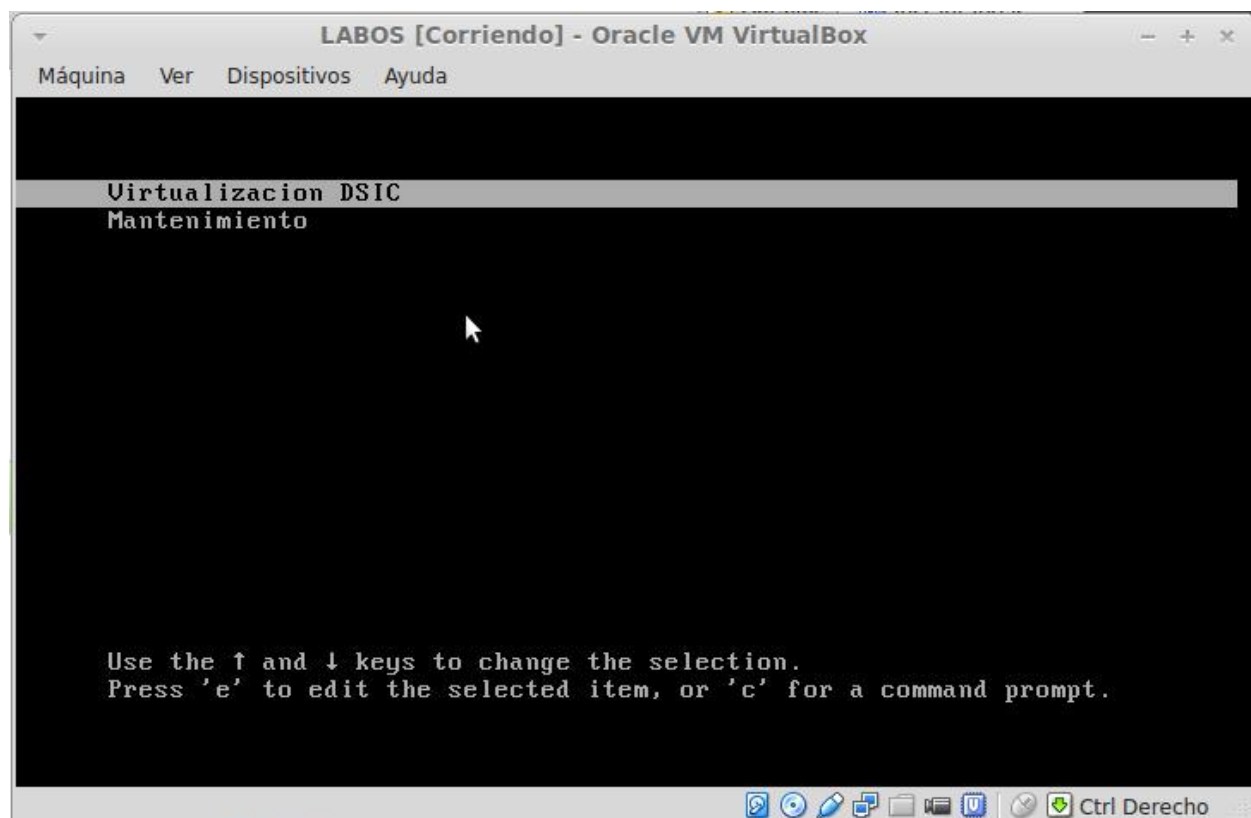 LABOS [Corriendo] - Oracle VM VirtualBox
Máquina Ver Dispositivos Ayuda
Virtualizacion DSIC
Mantenimiento
Use the ↑ and ↓ keys to change the selection.
Press 'e' to edit the selected item, or 'c' for a command prompt.
Ctrl Derecho